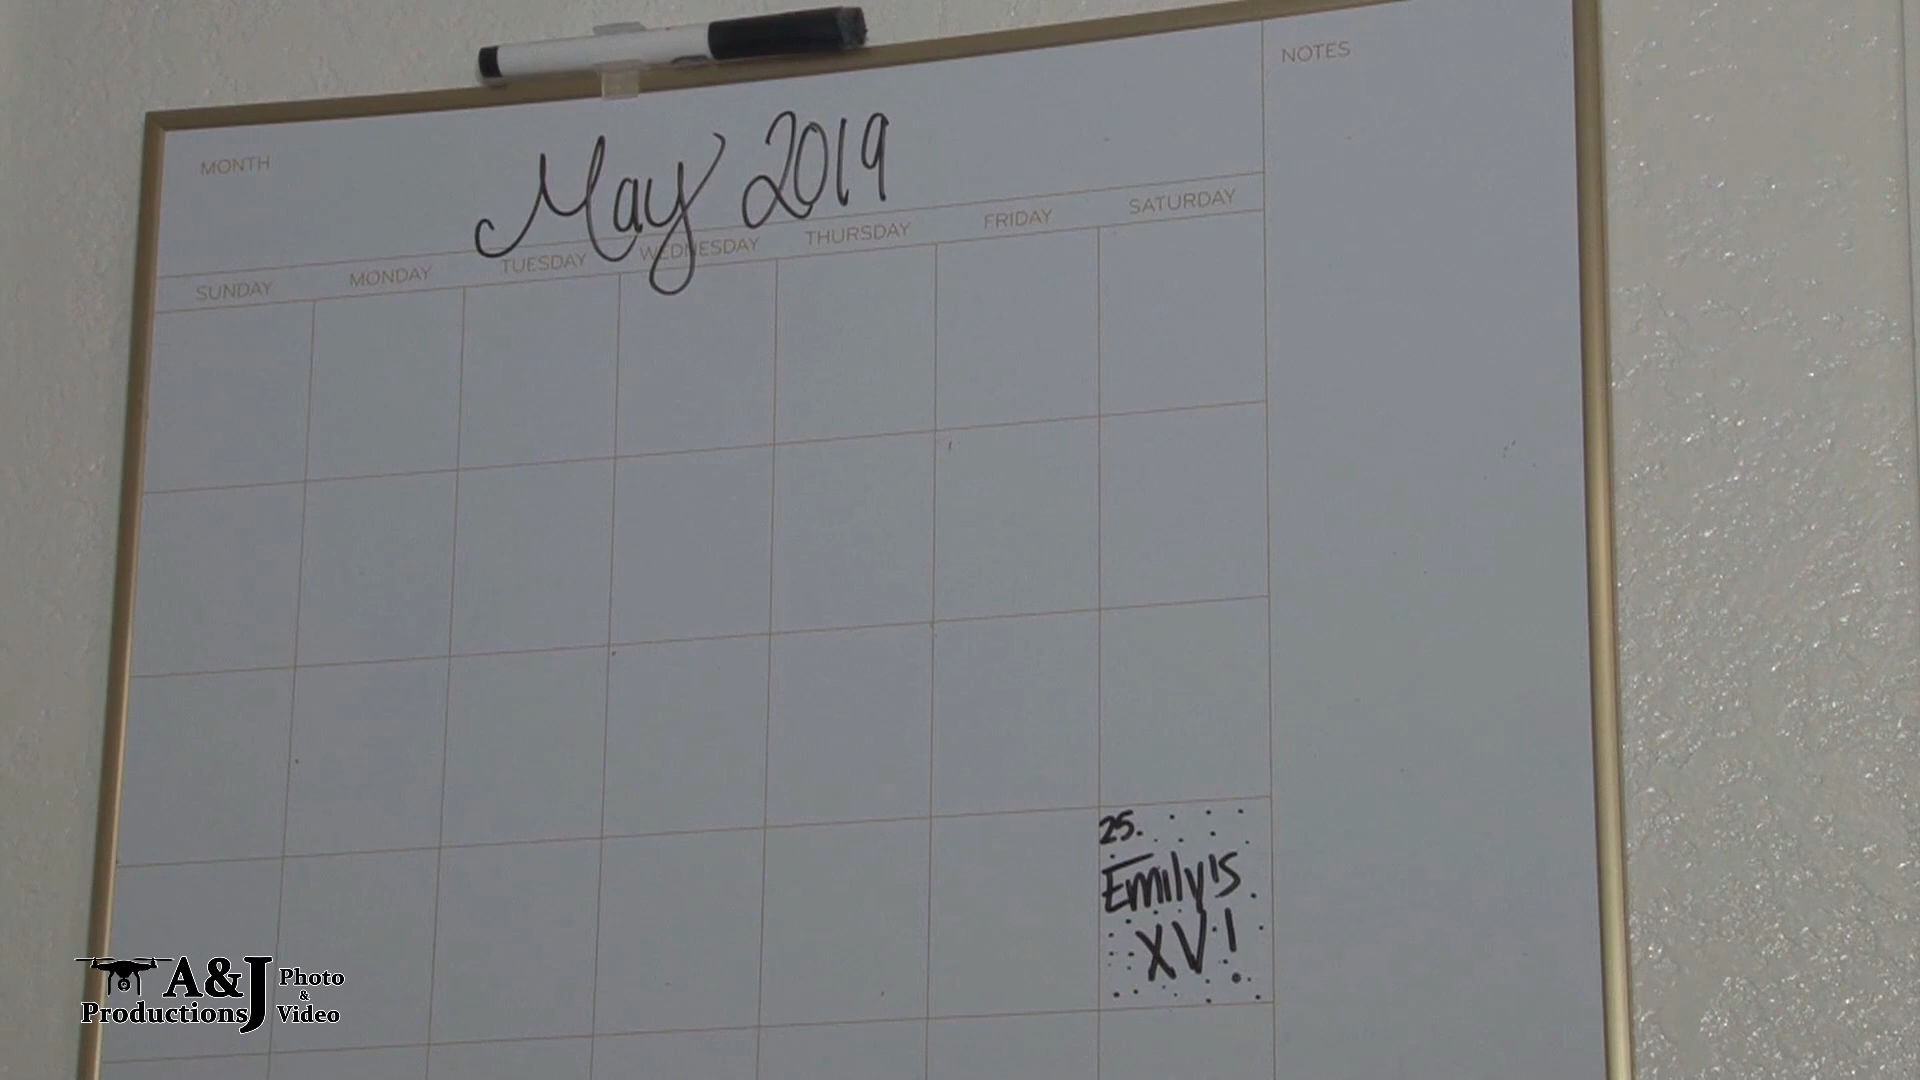 NOTES
MONTH
May 2019
SUNDAY MONDAY TUESDAY WEDNESDAY THURSDAY FRIDAY SATURDAY
25.
Emily's
XV!
A&J Photo & Video
Productions